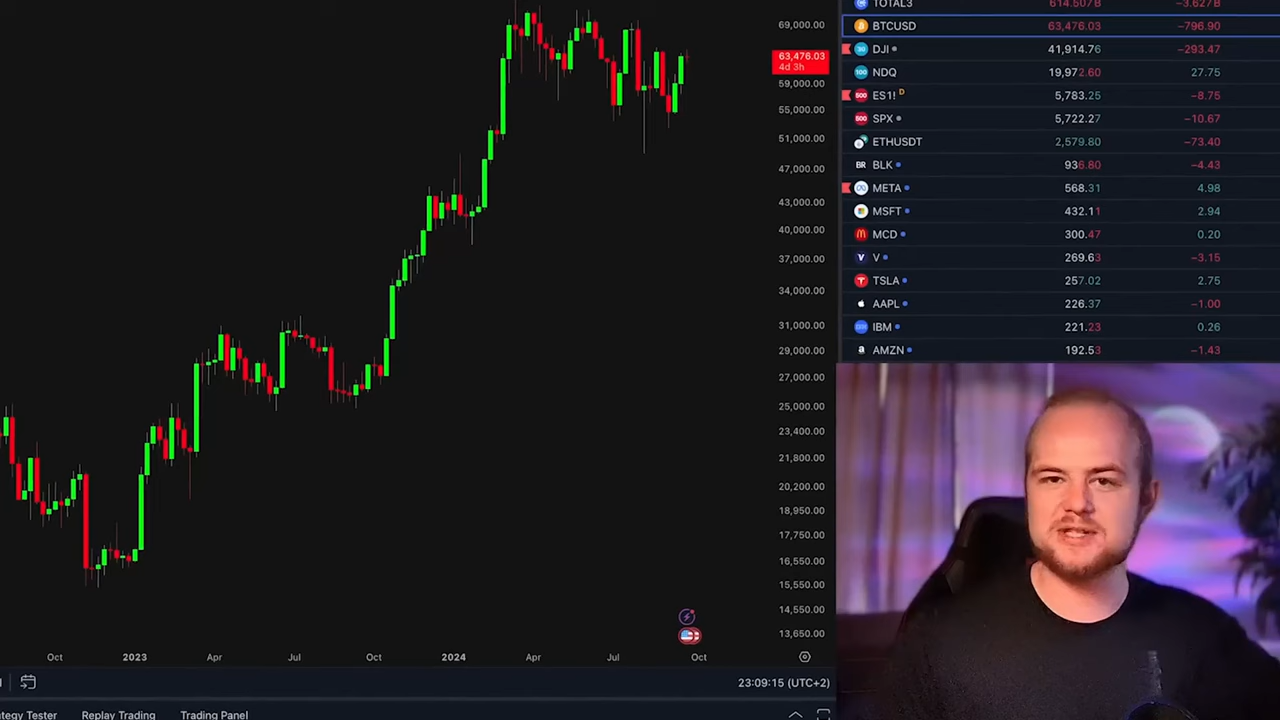 TOTAL3 614.507B −3.627B
BTCUSD 63,476.03 −796.90
DJI 41,914.76 −293.47
NDQ 19,972.60 27.75
ES1! D 5,783.25 −8.75
SPX 5,722.27 −10.67
ETHUSDT 2,579.80 −73.40
BLK 936.80 −4.43
META 568.31 4.98
MSFT 432.11 2.94
MCD 300.47 0.20
V 269.63 −3.15
TSLA 257.02 2.75
AAPL 226.37 −1.00
IBM 221.23 0.26
AMZN 192.53 −1.43
69,000.00
63,476.03
4d 3h
59,000.00
55,000.00
51,000.00
47,000.00
43,000.00
40,000.00
37,000.00
34,000.00
31,000.00
29,000.00
27,000.00
25,000.00
23,400.00
21,800.00
20,200.00
18,950.00
17,750.00
16,550.00
15,550.00
14,550.00
13,650.00
Oct 2023 Apr Jul Oct 2024 Apr Jul Oct
23:09:15 (UTC+2)
Replay Trading Trading Panel